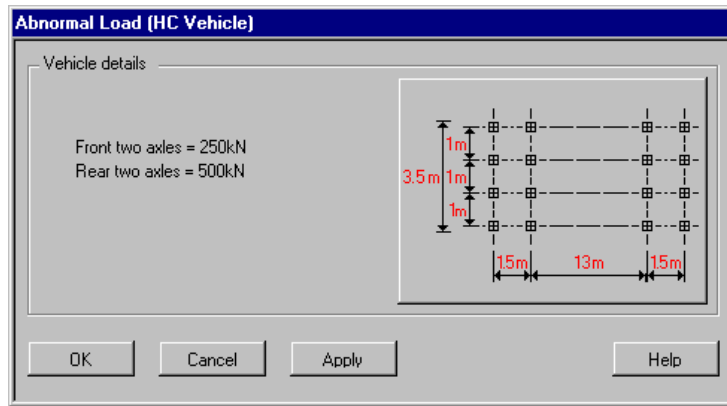 Abnormal Load (HC Vehicle)
Vehicle details
Front two axles = 250kN
Rear two axles = 500kN
1m
3.5 m
1m
1m
1.5m
13m
1.5m
OK
Cancel
Apply
Help